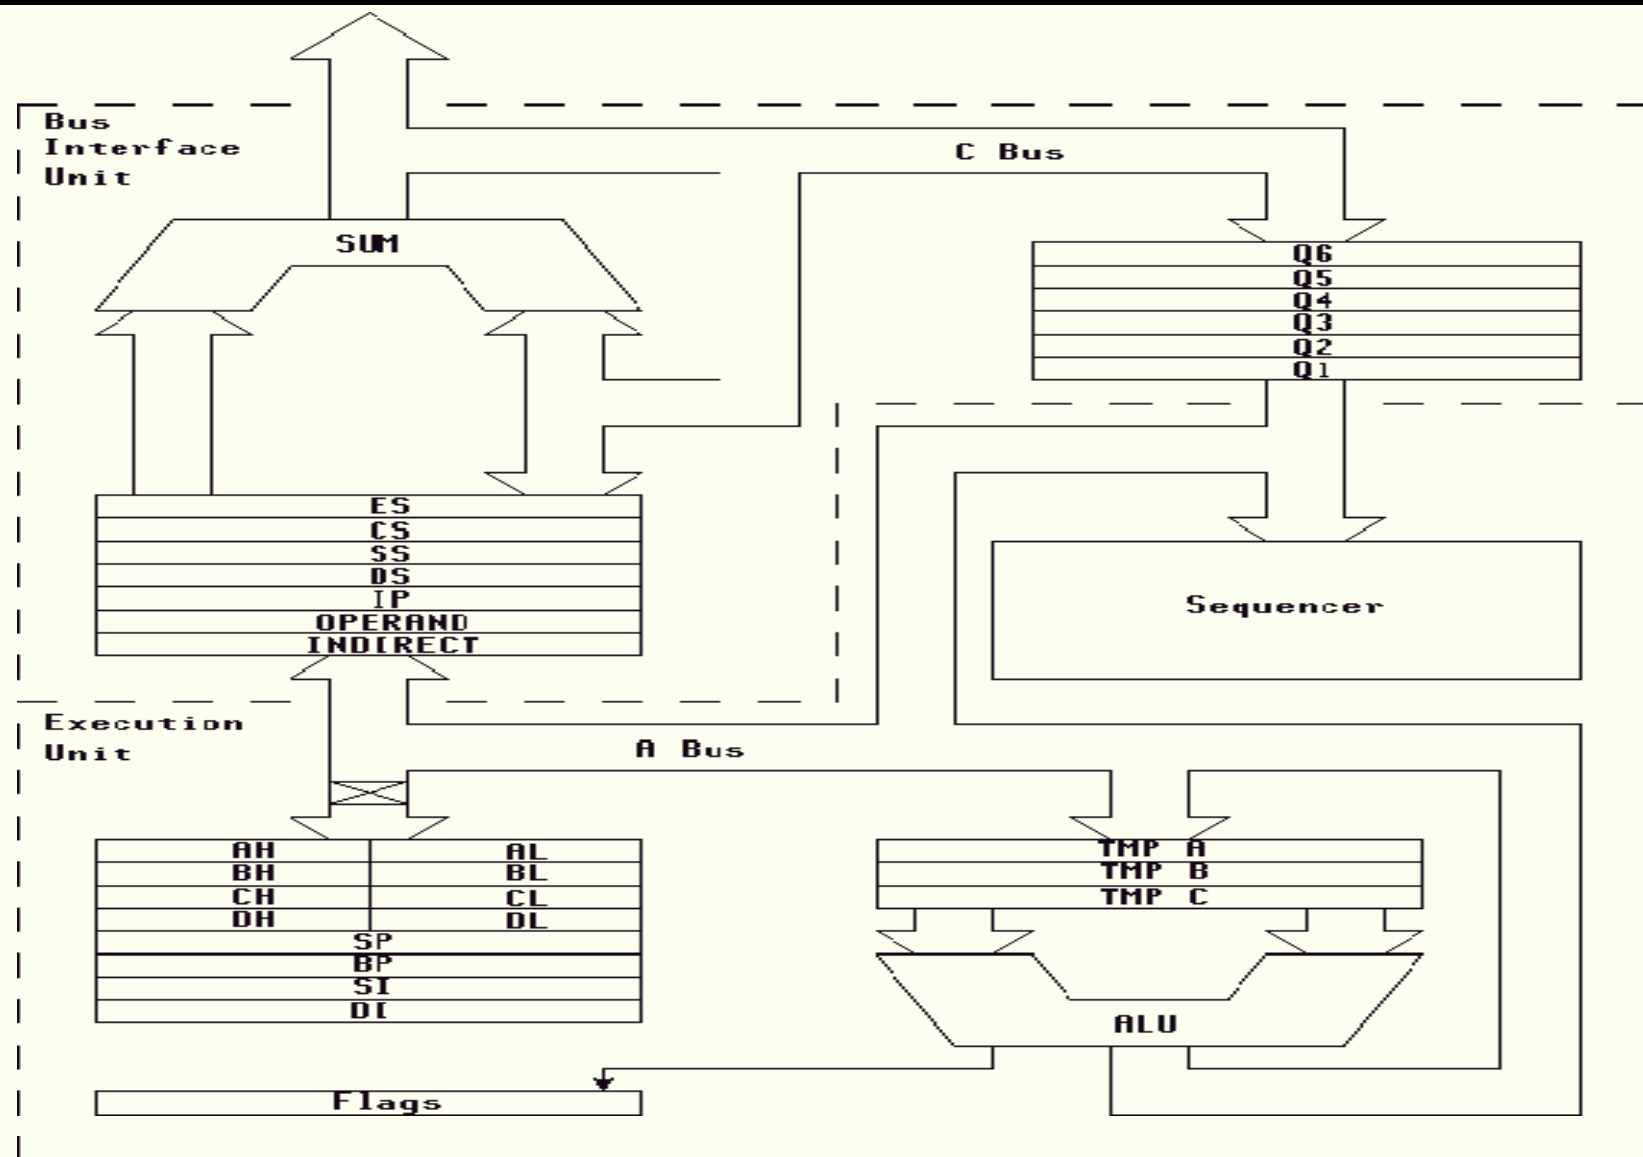 Bus
Interface
Unit
C Bus
SUM
Q6
Q5
Q4
Q3
Q2
Q1
ES
CS
SS
DS
IP
OPERAND
INDIRECT
Sequencer
Execution
Unit
A Bus
AH AL
BH BL
CH CL
DH DL
SP
BP
SI
DI
TMP A
TMP B
TMP C
ALU
Flags